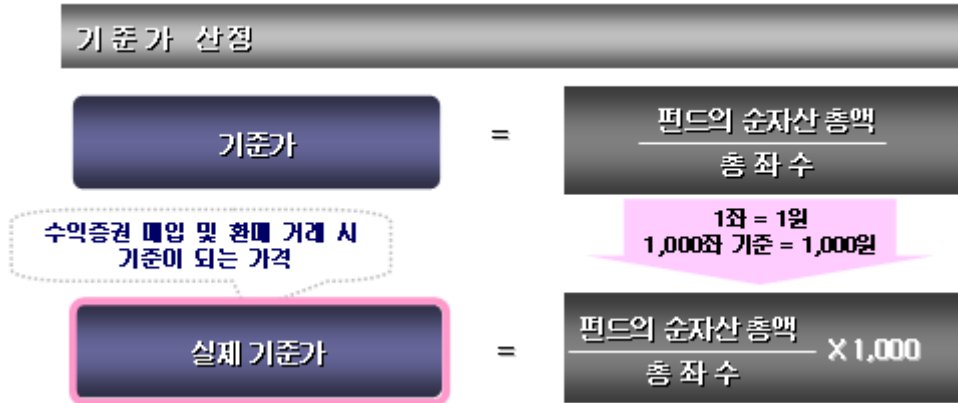 기준가 산정
기준가
=
펀드의 순자산 총액
총 좌 수
수익증권 매입 및 환매 거래 시
기준이 되는 가격
1좌 = 1원
1,000좌 기준 = 1,000원
실제 기준가
=
펀드의 순자산 총액
총 좌 수
X 1,000